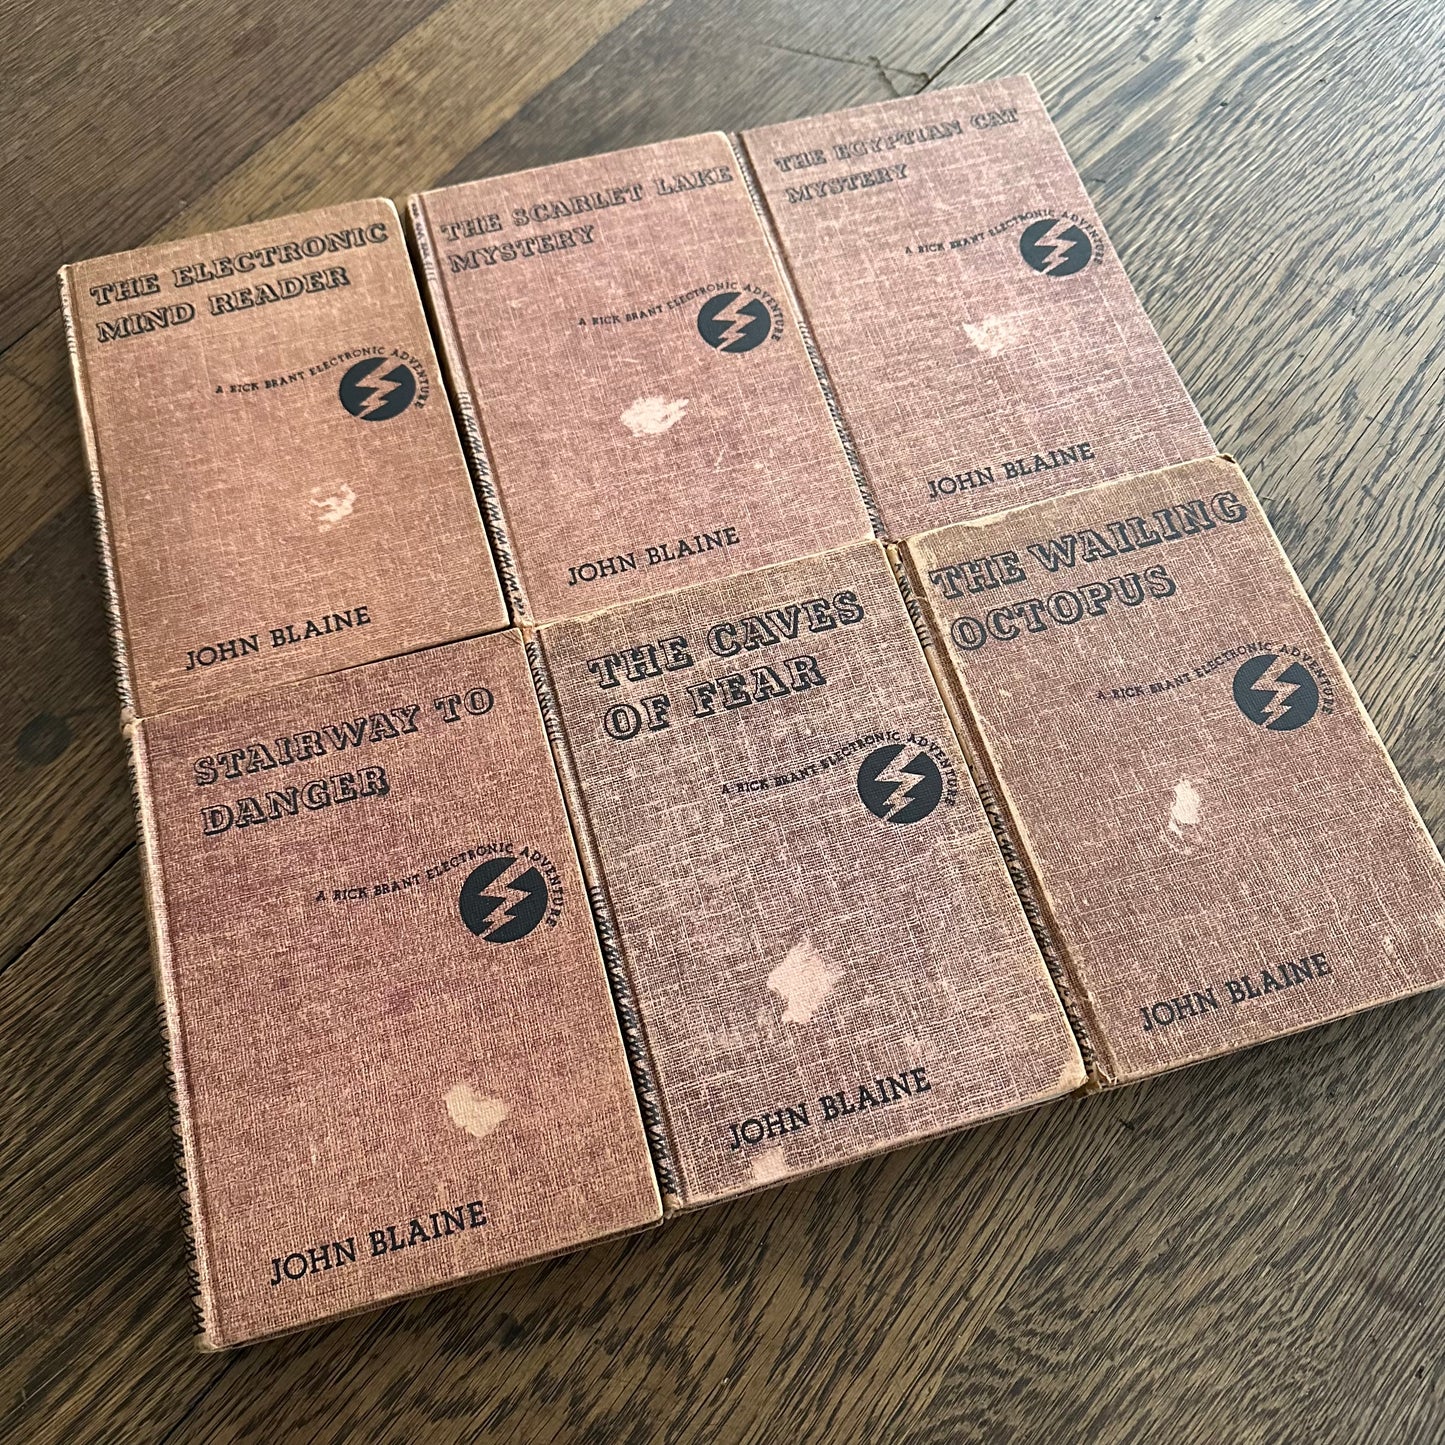 THE ELECTRONIC
MIND READER
A RICK BRANT ELECTRONIC ADVENTURE
JOHN BLAINE
THE SCARLET LAKE
MYSTERY
A RICK BRANT ELECTRONIC ADVENTURE
JOHN BLAINE
THE EGYPTIAN CAT
MYSTERY
A RICK BRANT ELECTRONIC ADVENTURE
JOHN BLAINE
STAIRWAY TO
DANGER
A RICK BRANT ELECTRONIC ADVENTURE
JOHN BLAINE
THE CAVES
OF FEAR
A RICK BRANT ELECTRONIC ADVENTURE
JOHN BLAINE
THE WAILING
OCTOPUS
A RICK BRANT ELECTRONIC ADVENTURE
JOHN BLAINE